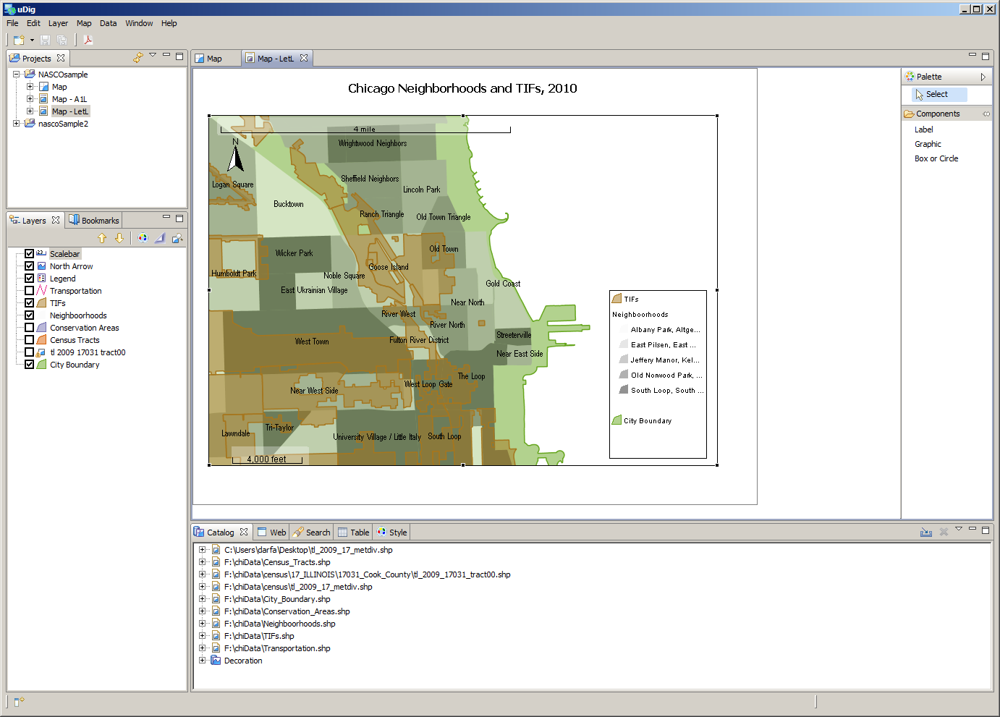 uDig
File Edit Layer Map Data Window Help
Projects
NASCOsample
Map
Map - A1L
Map - LetL
nascoSample2
Layers Bookmarks
Scalebar
North Arrow
Legend
Transportation
TIFs
Neighboorhoods
Conservation Areas
Census Tracts
tl 2009 17031 tract00
City Boundary
Map Map - LetL
Chicago Neighborhoods and TIFs, 2010
4 mile
N
Wrightwood Neighbors
Logan Square
Sheffield Neighbors
Lincoln Park
Bucktown
Ranch Triangle
Old Town Triangle
Wicker Park
Old Town
Goose Island
Humboldt Park
Noble Square
Gold Coast
East Ukrainian Village
Near North
River West
River North
West Town
Fulton River District
Streeterville
Near East Side
The Loop
West Loop Gate
Near West Side
Tri-Taylor
Lawndale
University Village / Little Italy
South Loop
4,000 feet
TIFs
Neighboorhoods
Albany Park, Altge...
East Pilsen, East ...
Jeffery Manor, Kel...
Old Norwood Park, ...
South Loop, South ...
City Boundary
Palette
Select
Components
Label
Graphic
Box or Circle
Catalog Web Search Table Style
C:\Users\darfa\Desktop\tl_2009_17_metdiv.shp
F:\chiData\Census_Tracts.shp
F:\chiData\census\17_ILLINOIS\17031_Cook_County\tl_2009_17031_tract00.shp
F:\chiData\census\tl_2009_17_metdiv.shp
F:\chiData\City_Boundary.shp
F:\chiData\Conservation_Areas.shp
F:\chiData\Neighboorhoods.shp
F:\chiData\TIFs.shp
F:\chiData\Transportation.shp
Decoration